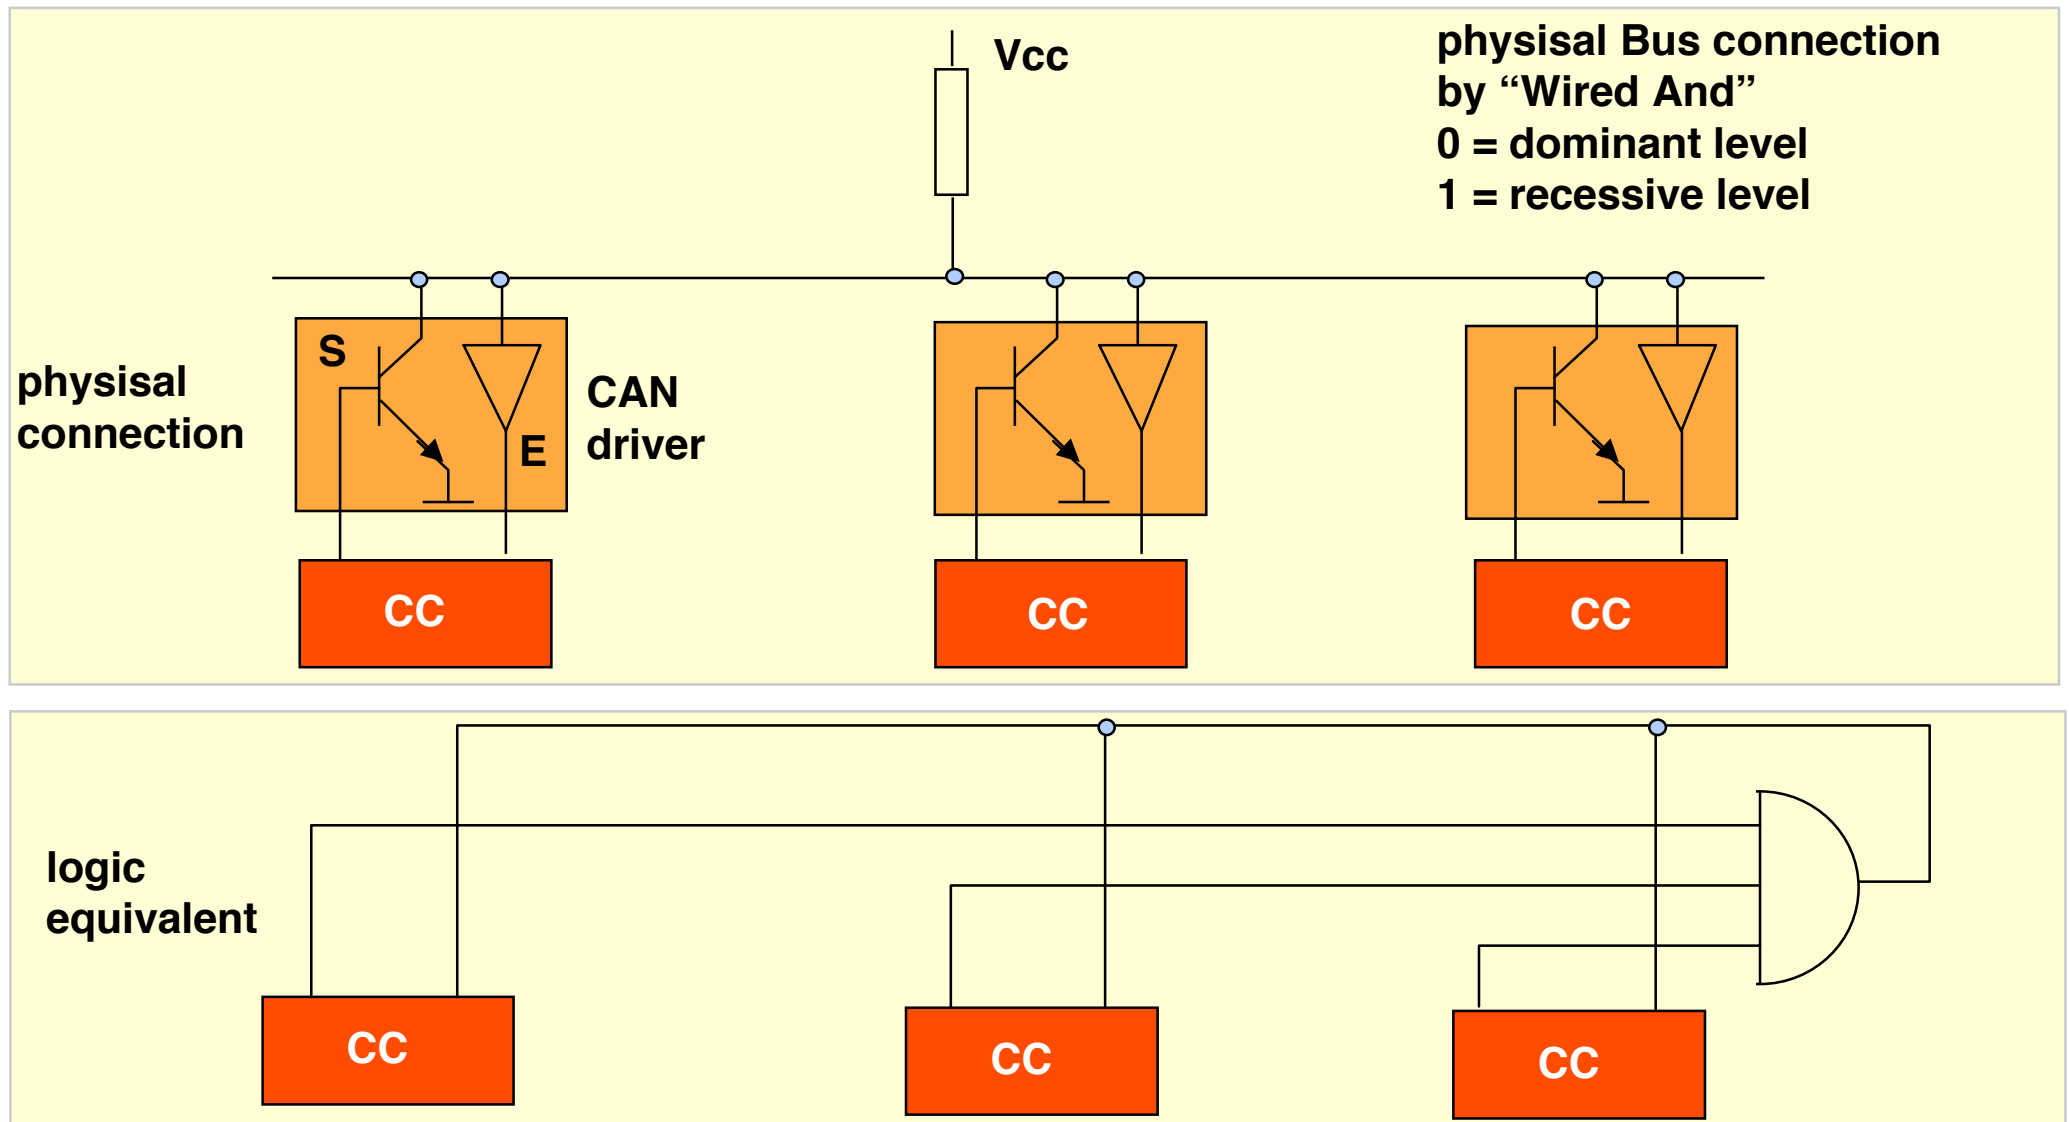 Vcc
physisal Bus connection
by “Wired And”
0 = dominant level
1 = recessive level
physisal
connection
S
E
CAN
driver
CC
CC
CC
logic
equivalent
CC
CC
CC